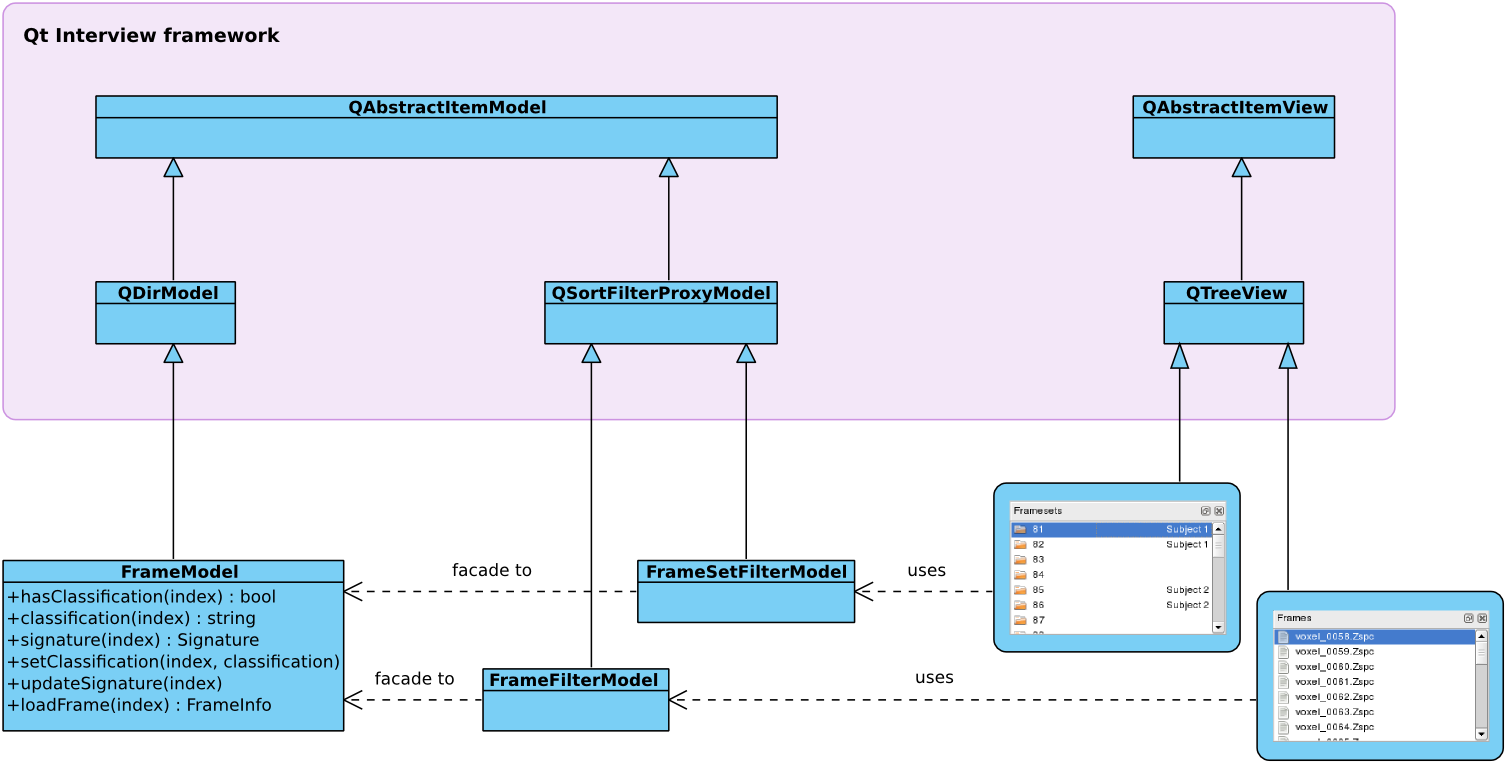 Qt Interview framework
QAbstractItemModel
QAbstractItemView
QDirModel
QSortFilterProxyModel
QTreeView
FrameModel
+hasClassification(index) : bool
+classification(index) : string
+signature(index) : Signature
+setClassification(index, classification)
+updateSignature(index)
+loadFrame(index) : FrameInfo
facade to
FrameSetFilterModel
uses
Framesets
81 Subject 1
82 Subject 1
83
84
85 Subject 2
86 Subject 2
87
facade to
FrameFilterModel
uses
Frames
voxel_0058.Zspc
voxel_0059.Zspc
voxel_0060.Zspc
voxel_0061.Zspc
voxel_0062.Zspc
voxel_0063.Zspc
voxel_0064.Zspc